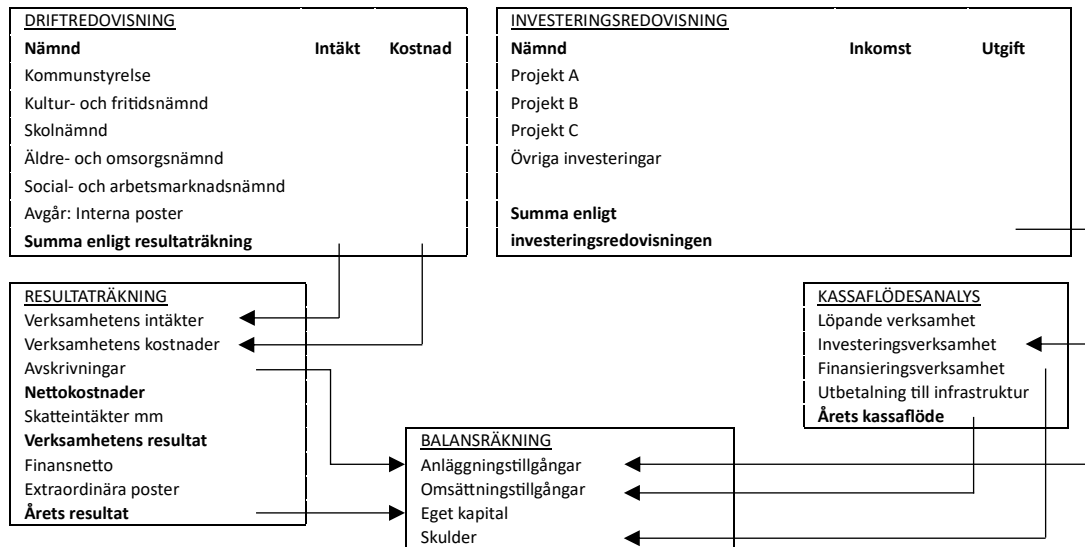 DRIFTREDOVISNING
Nämnd Intäkt Kostnad
Kommunstyrelse
Kultur- och fritidsnämnd
Skolnämnd
Äldre- och omsorgsnämnd
Social- och arbetsmarknadsnämnd
Avgår: Interna poster
Summa enligt resultaträkning
INVESTERINGSREDOVISNING
Nämnd Inkomst Utgift
Projekt A
Projekt B
Projekt C
Övriga investeringar
Summa enligt
investeringsredovisningen
RESULTATRÄKNING
Verksamhetens intäkter
Verksamhetens kostnader
Avskrivningar
Nettokostnader
Skatteintäkter mm
Verksamhetens resultat
Finansnetto
Extraordinära poster
Årets resultat
KASSAFLÖDESANALYS
Löpande verksamhet
Investeringsverksamhet
Finansieringsverksamhet
Utbetalning till infrastruktur
Årets kassaflöde
BALANSRÄKNING
Anläggningstillgångar
Omsättningstillgångar
Eget kapital
Skulder